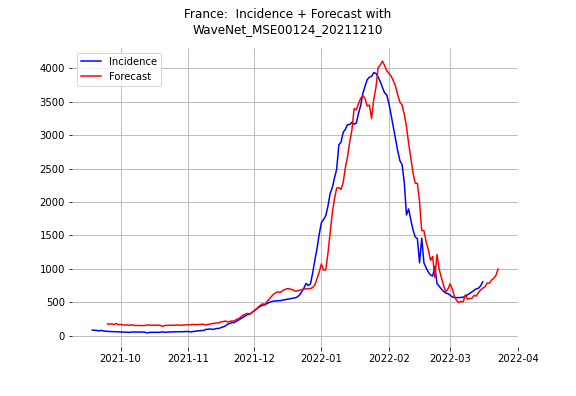 France:  Incidence + Forecast with
WaveNet_MSE00124_20211210
Incidence
Forecast
4000
3500
3000
2500
2000
1500
1000
500
0
2021-10 2021-11 2021-12 2022-01 2022-02 2022-03 2022-04